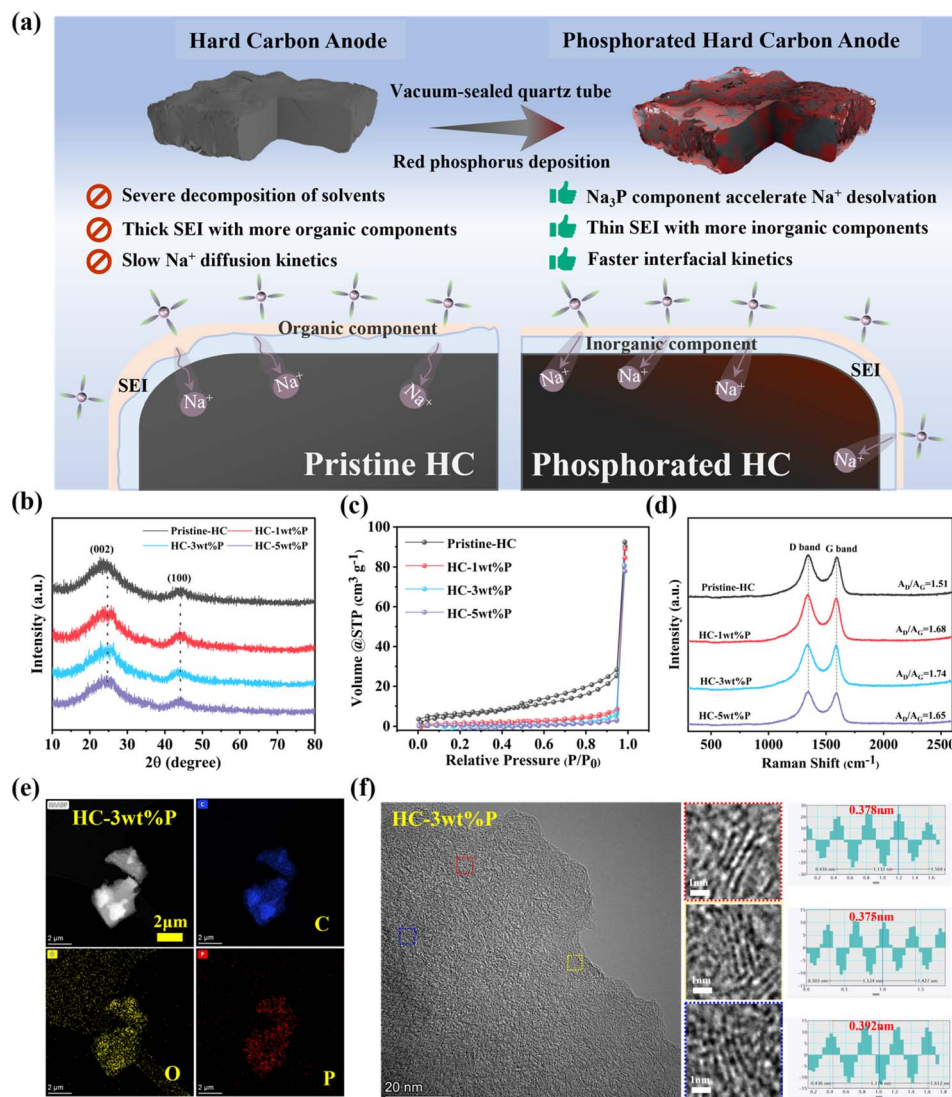 (a)
Hard Carbon Anode
Phosphorated Hard Carbon Anode
Vacuum-sealed quartz tube
Red phosphorus deposition
Severe decomposition of solvents
Thick SEI with more organic components
Slow Na⁺ diffusion kinetics
Na₃P component accelerate Na⁺ desolvation
Thin SEI with more inorganic components
Faster interfacial kinetics
Organic component
SEI
Na⁺
Na⁺
Na⁺
Pristine HC
Inorganic component
SEI
Na⁺
Na⁺
Na⁺
Na⁺
Phosphorated HC
(b)
Pristine-HC
HC-1wt%P
HC-3wt%P
HC-5wt%P
(002)
(100)
Intensity (a.u.)
10 20 30 40 50 60 70 80
2θ (degree)
(c)
Pristine-HC
HC-1wt%P
HC-3wt%P
HC-5wt%P
Volume @STP (cm³ g⁻¹)
100
80
60
40
20
0
0.0 0.2 0.4 0.6 0.8 1.0
Relative Pressure (P/P₀)
(d)
D band
G band
Pristine-HC
A_D/A_G=1.51
HC-1wt%P
A_D/A_G=1.68
HC-3wt%P
A_D/A_G=1.74
HC-5wt%P
A_D/A_G=1.65
Intensity (a.u.)
500 1000 1500 2000 2500
Raman Shift (cm⁻¹)
(e)
HC-3wt%P
2μm
2 μm
C
C
2 μm
O
2 μm
P
P
2 μm
(f)
HC-3wt%P
20 nm
1nm
1nm
1nm
0.378nm
0.375nm
0.392nm